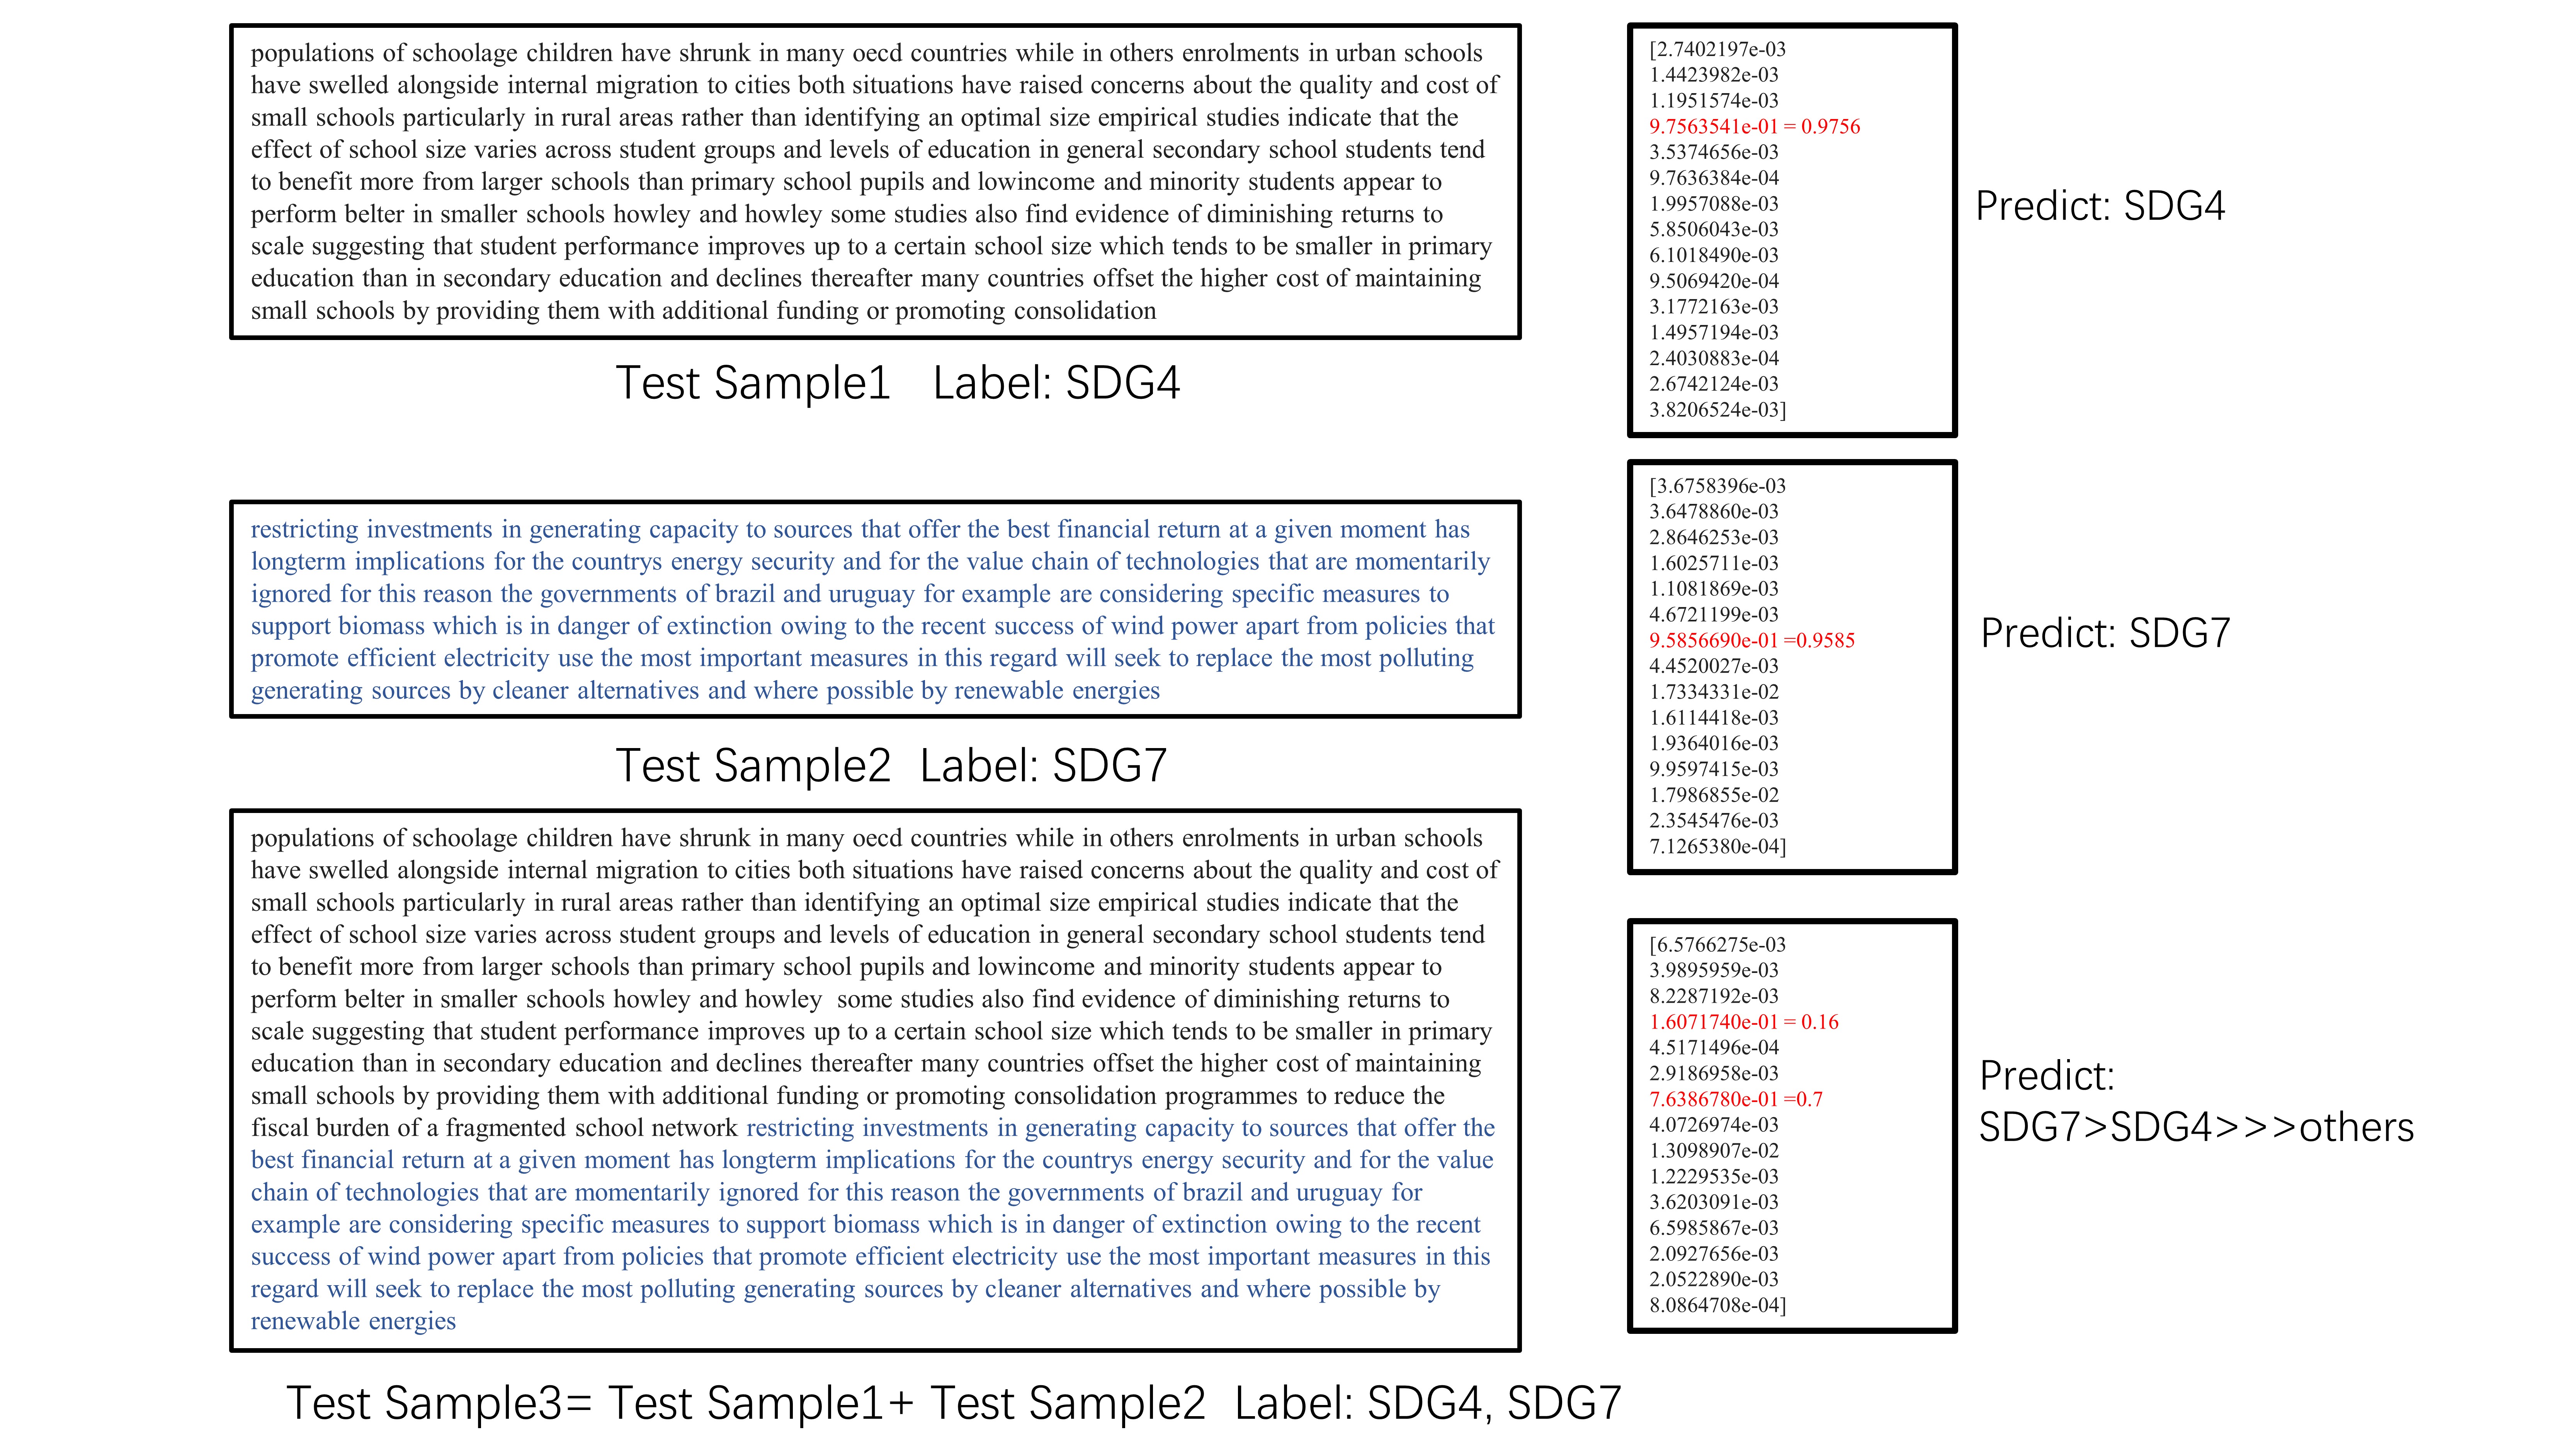 populations of schoolage children have shrunk in many oecd countries while in others enrolments in urban schools
have swelled alongside internal migration to cities both situations have raised concerns about the quality and cost of
small schools particularly in rural areas rather than identifying an optimal size empirical studies indicate that the
effect of school size varies across student groups and levels of education in general secondary school students tend
to benefit more from larger schools than primary school pupils and lowincome and minority students appear to
perform belter in smaller schools howley and howley some studies also find evidence of diminishing returns to
scale suggesting that student performance improves up to a certain school size which tends to be smaller in primary
education than in secondary education and declines thereafter many countries offset the higher cost of maintaining
small schools by providing them with additional funding or promoting consolidation
Test Sample1 Label: SDG4
[2.7402197e-03
1.4423982e-03
1.1951574e-03
9.7563541e-01 = 0.9756
3.5374656e-03
9.7636384e-04
1.9957088e-03
5.8506043e-03
6.1018490e-03
9.5069420e-04
3.1772163e-03
1.4957194e-03
2.4030883e-04
2.6742124e-03
3.8206524e-03]
Predict: SDG4
restricting investments in generating capacity to sources that offer the best financial return at a given moment has
longterm implications for the countrys energy security and for the value chain of technologies that are momentarily
ignored for this reason the governments of brazil and uruguay for example are considering specific measures to
support biomass which is in danger of extinction owing to the recent success of wind power apart from policies that
promote efficient electricity use the most important measures in this regard will seek to replace the most polluting
generating sources by cleaner alternatives and where possible by renewable energies
Test Sample2 Label: SDG7
[3.6758396e-03
3.6478860e-03
2.8646253e-03
1.6025711e-03
1.1081869e-03
4.6721199e-03
9.5856690e-01 =0.9585
4.4520027e-03
1.7334331e-02
1.6114418e-03
1.9364016e-03
9.9597415e-03
1.7986855e-02
2.3545476e-03
7.1265380e-04]
Predict: SDG7
populations of schoolage children have shrunk in many oecd countries while in others enrolments in urban schools
have swelled alongside internal migration to cities both situations have raised concerns about the quality and cost of
small schools particularly in rural areas rather than identifying an optimal size empirical studies indicate that the
effect of school size varies across student groups and levels of education in general secondary school students tend
to benefit more from larger schools than primary school pupils and lowincome and minority students appear to
perform belter in smaller schools howley and howley some studies also find evidence of diminishing returns to
scale suggesting that student performance improves up to a certain school size which tends to be smaller in primary
education than in secondary education and declines thereafter many countries offset the higher cost of maintaining
small schools by providing them with additional funding or promoting consolidation programmes to reduce the
fiscal burden of a fragmented school network restricting investments in generating capacity to sources that offer the
best financial return at a given moment has longterm implications for the countrys energy security and for the value
chain of technologies that are momentarily ignored for this reason the governments of brazil and uruguay for
example are considering specific measures to support biomass which is in danger of extinction owing to the recent
success of wind power apart from policies that promote efficient electricity use the most important measures in this
regard will seek to replace the most polluting generating sources by cleaner alternatives and where possible by
renewable energies
Test Sample3= Test Sample1+ Test Sample2 Label: SDG4, SDG7
[6.5766275e-03
3.9895959e-03
8.2287192e-03
1.6071740e-01 = 0.16
4.5171496e-04
2.9186958e-03
7.6386780e-01 =0.7
4.0726974e-03
1.3098907e-02
1.2229535e-03
3.6203091e-03
6.5985867e-03
2.0927656e-03
2.0522890e-03
8.0864708e-04]
Predict:
SDG7>SDG4>>>others